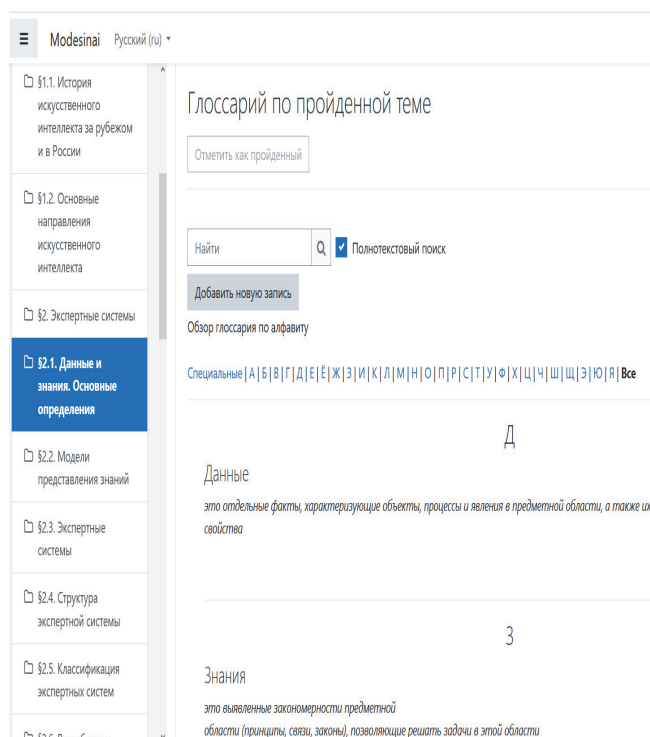 Modesinai Русский (ru)
§1.1. История
искусственного
интеллекта за рубежом
и в России
§1.2. Основные
направления
искусственного
интеллекта
§2. Экспертные системы
§2.1. Данные и
знания. Основные
определения
§2.2. Модели
представления знаний
§2.3. Экспертные
системы
§2.4. Структура
экспертной системы
§2.5. Классификация
экспертных систем
Глоссарий по пройденной теме
Отметить как пройденный
Найти
Полнотекстовый поиск
Добавить новую запись
Обзор глоссария по алфавиту
Специальные | А | Б | В | Г | Д | Е | Ё | Ж | З | И | К | Л | М | Н | О | П | Р | С | Т | У | Ф | Х | Ц | Ч | Ш | Щ | Э | Ю | Я | Все
Д
Данные
это отдельные факты, характеризующие объекты, процессы и явления в предметной области, а также их
свойства
З
Знания
это выявленные закономерности предметной
области (принципы, связи, законы), позволяющие решать задачи в этой области